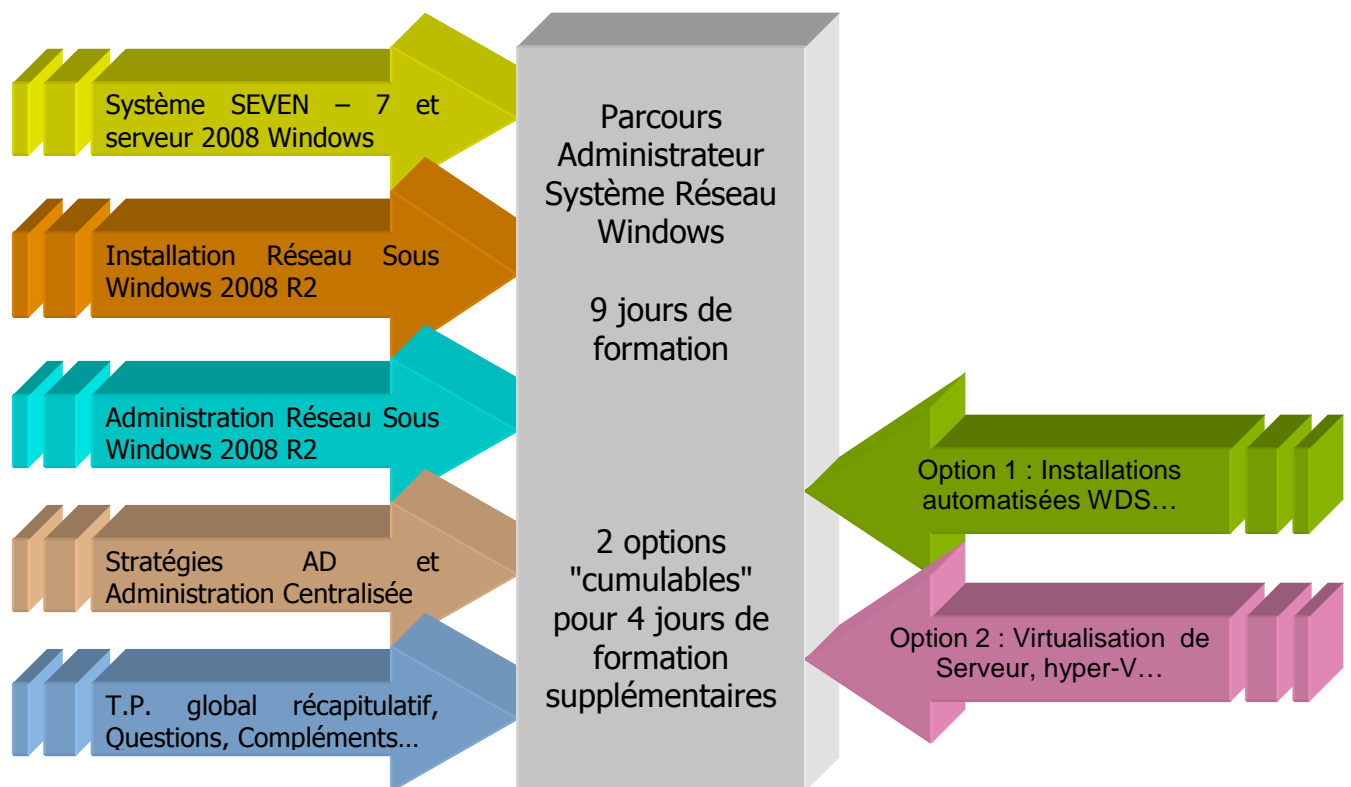 Système SEVEN – 7 et
serveur 2008 Windows
Installation Réseau Sous
Windows 2008 R2
Administration Réseau Sous
Windows 2008 R2
Stratégies AD et
Administration Centralisée
T.P. global récapitulatif,
Questions, Compléments…
Parcours
Administrateur
Système Réseau
Windows
9 jours de
formation
2 options
"cumulables"
pour 4 jours de
formation
supplémentaires
Option 1 : Installations
automatisées WDS…
Option 2 : Virtualisation de
Serveur, hyper-V…